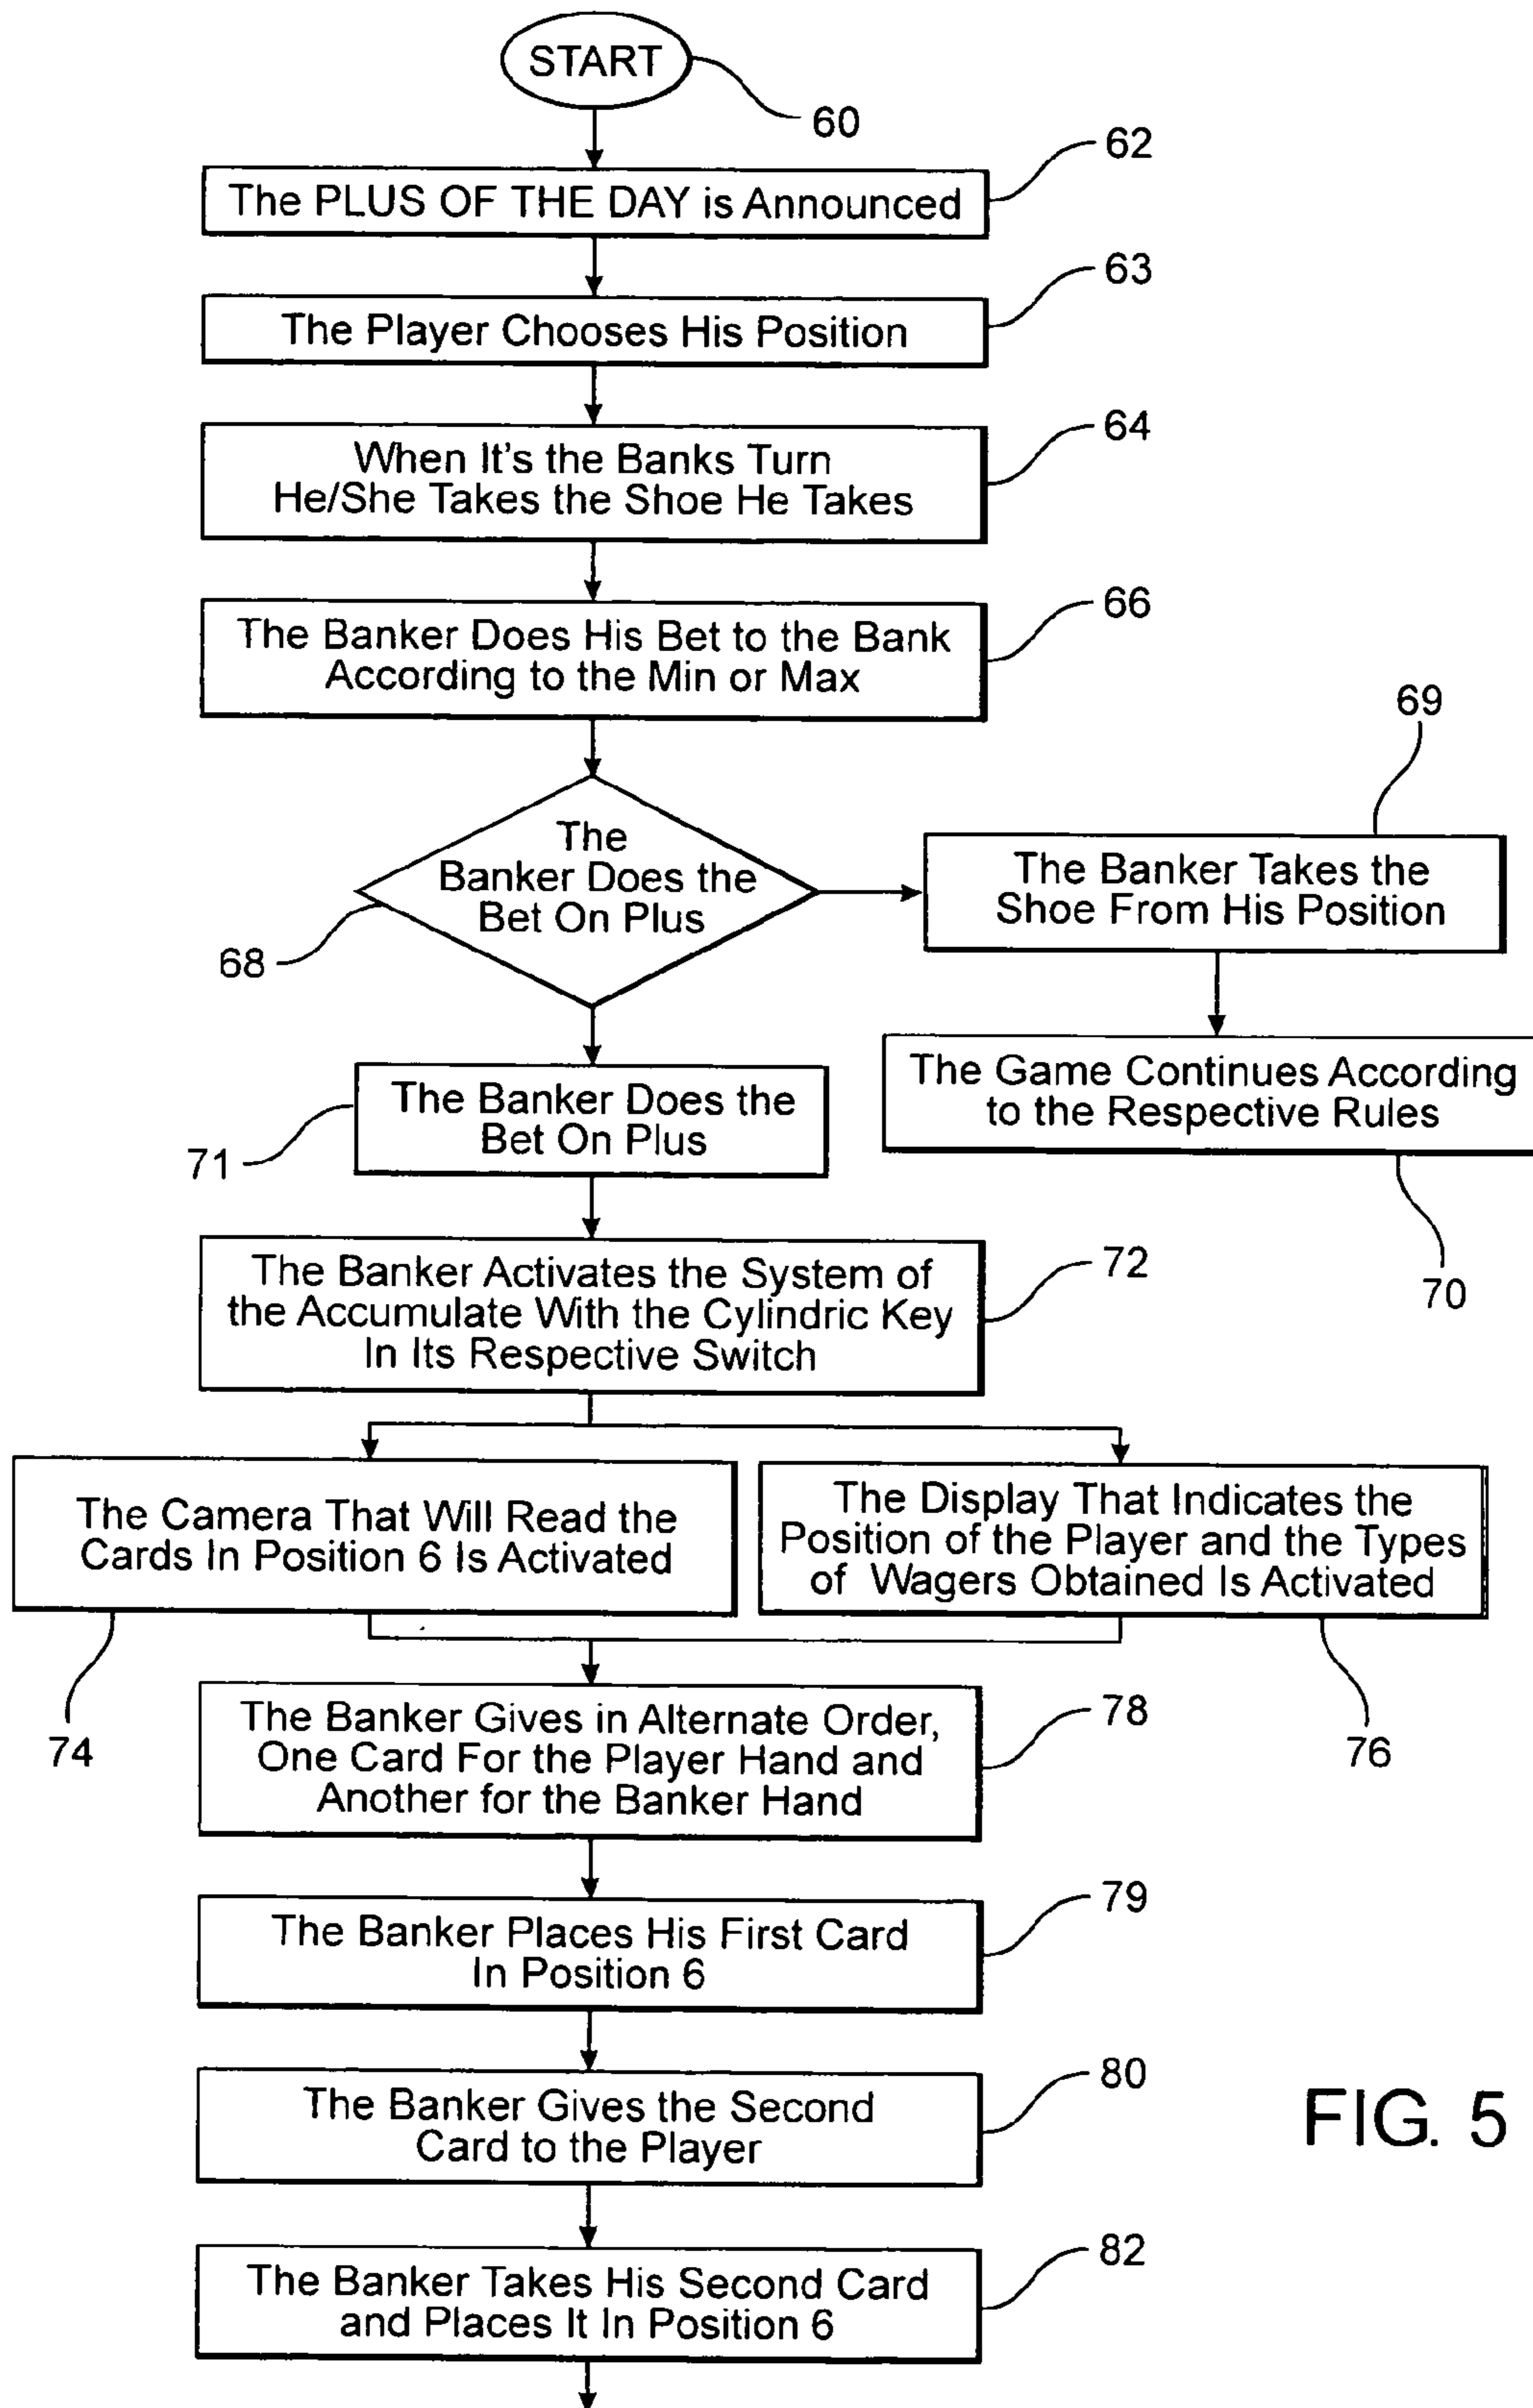 START
60
The PLUS OF THE DAY is Announced
62
The Player Chooses His Position
63
When It's the Banks Turn
He/She Takes the Shoe He Takes
64
The Banker Does His Bet to the Bank
According to the Min or Max
66
The
Banker Does the
Bet On Plus
68
69
The Banker Takes the
Shoe From His Position
The Game Continues According
to the Respective Rules
70
The Banker Does the
Bet On Plus
71
The Banker Activates the System of
the Accumulate With the Cylindric Key
In Its Respective Switch
72
The Camera That Will Read the
Cards In Position 6 Is Activated
74
The Display That Indicates the
Position of the Player and the Types
of Wagers Obtained Is Activated
76
The Banker Gives in Alternate Order,
One Card For the Player Hand and
Another for the Banker Hand
78
The Banker Places His First Card
In Position 6
79
The Banker Gives the Second
Card to the Player
80
The Banker Takes His Second Card
and Places It In Position 6
82
FIG. 5